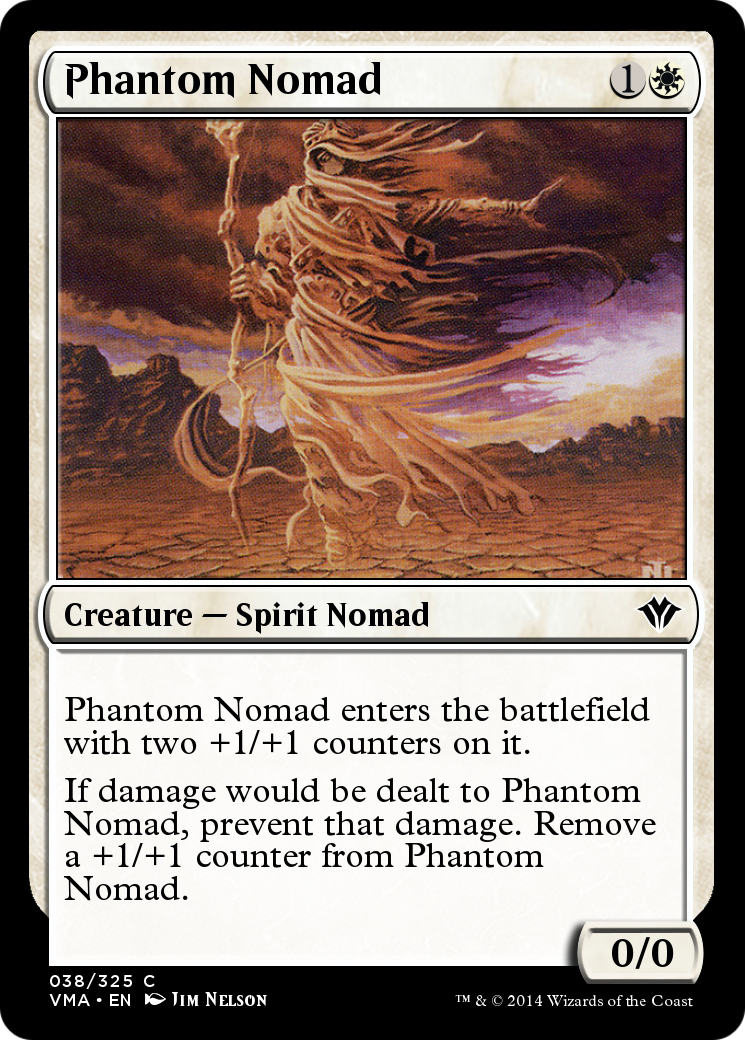 Phantom Nomad 1
Creature — Spirit Nomad
Phantom Nomad enters the battlefield
with two +1/+1 counters on it.
If damage would be dealt to Phantom
Nomad, prevent that damage. Remove
a +1/+1 counter from Phantom
Nomad.
0/0
038/325 C
VMA • EN Jim Nelson
™ & © 2014 Wizards of the Coast